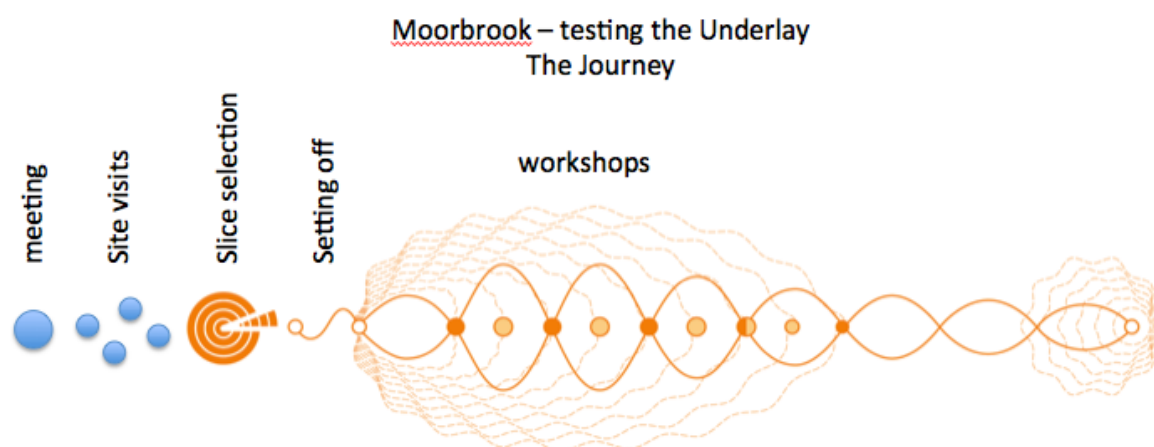 Moorbrook – testing the Underlay
The Journey
meeting
Site visits
Slice selection
Setting off
workshops